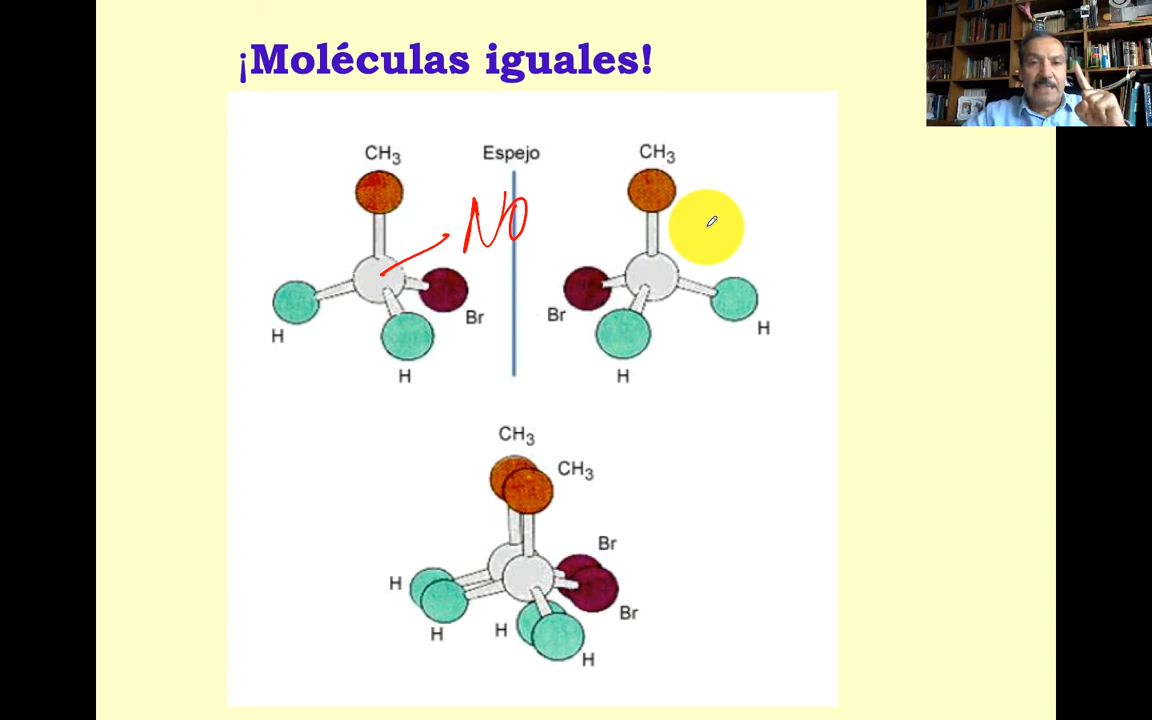 ¡Moléculas iguales!
CH3 Espejo CH3
NO
Br Br
H H
H H
CH3
CH3
Br
H
Br
H H
H